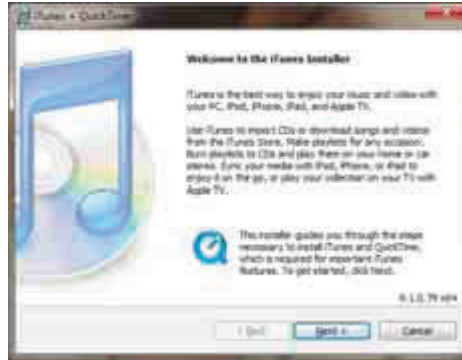 iTunes + QuickTime
Welcome to the iTunes Installer
iTunes is the best way to enjoy your music and video with
your PC, iPod, iPhone, iPad, and Apple TV.
Use iTunes to import CDs or download songs and videos
from the iTunes Store. Make playlists for any occasion.
Burn playlists to CDs and play them on your home or car
stereo. Sync your media with iPod, iPhone, or iPad to
enjoy it on the go, or play your collection on your TV with
Apple TV.
This installer guides you through the steps
necessary to install iTunes and QuickTime,
which is required for important iTunes
features. To get started, click Next.
x64
< Back
Next >
Cancel